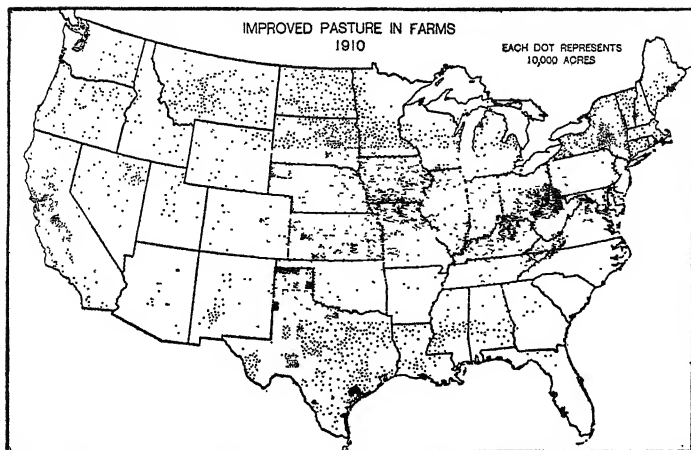 IMPROVED PASTURE IN FARMS
1910
EACH DOT REPRESENTS
10,000 ACRES